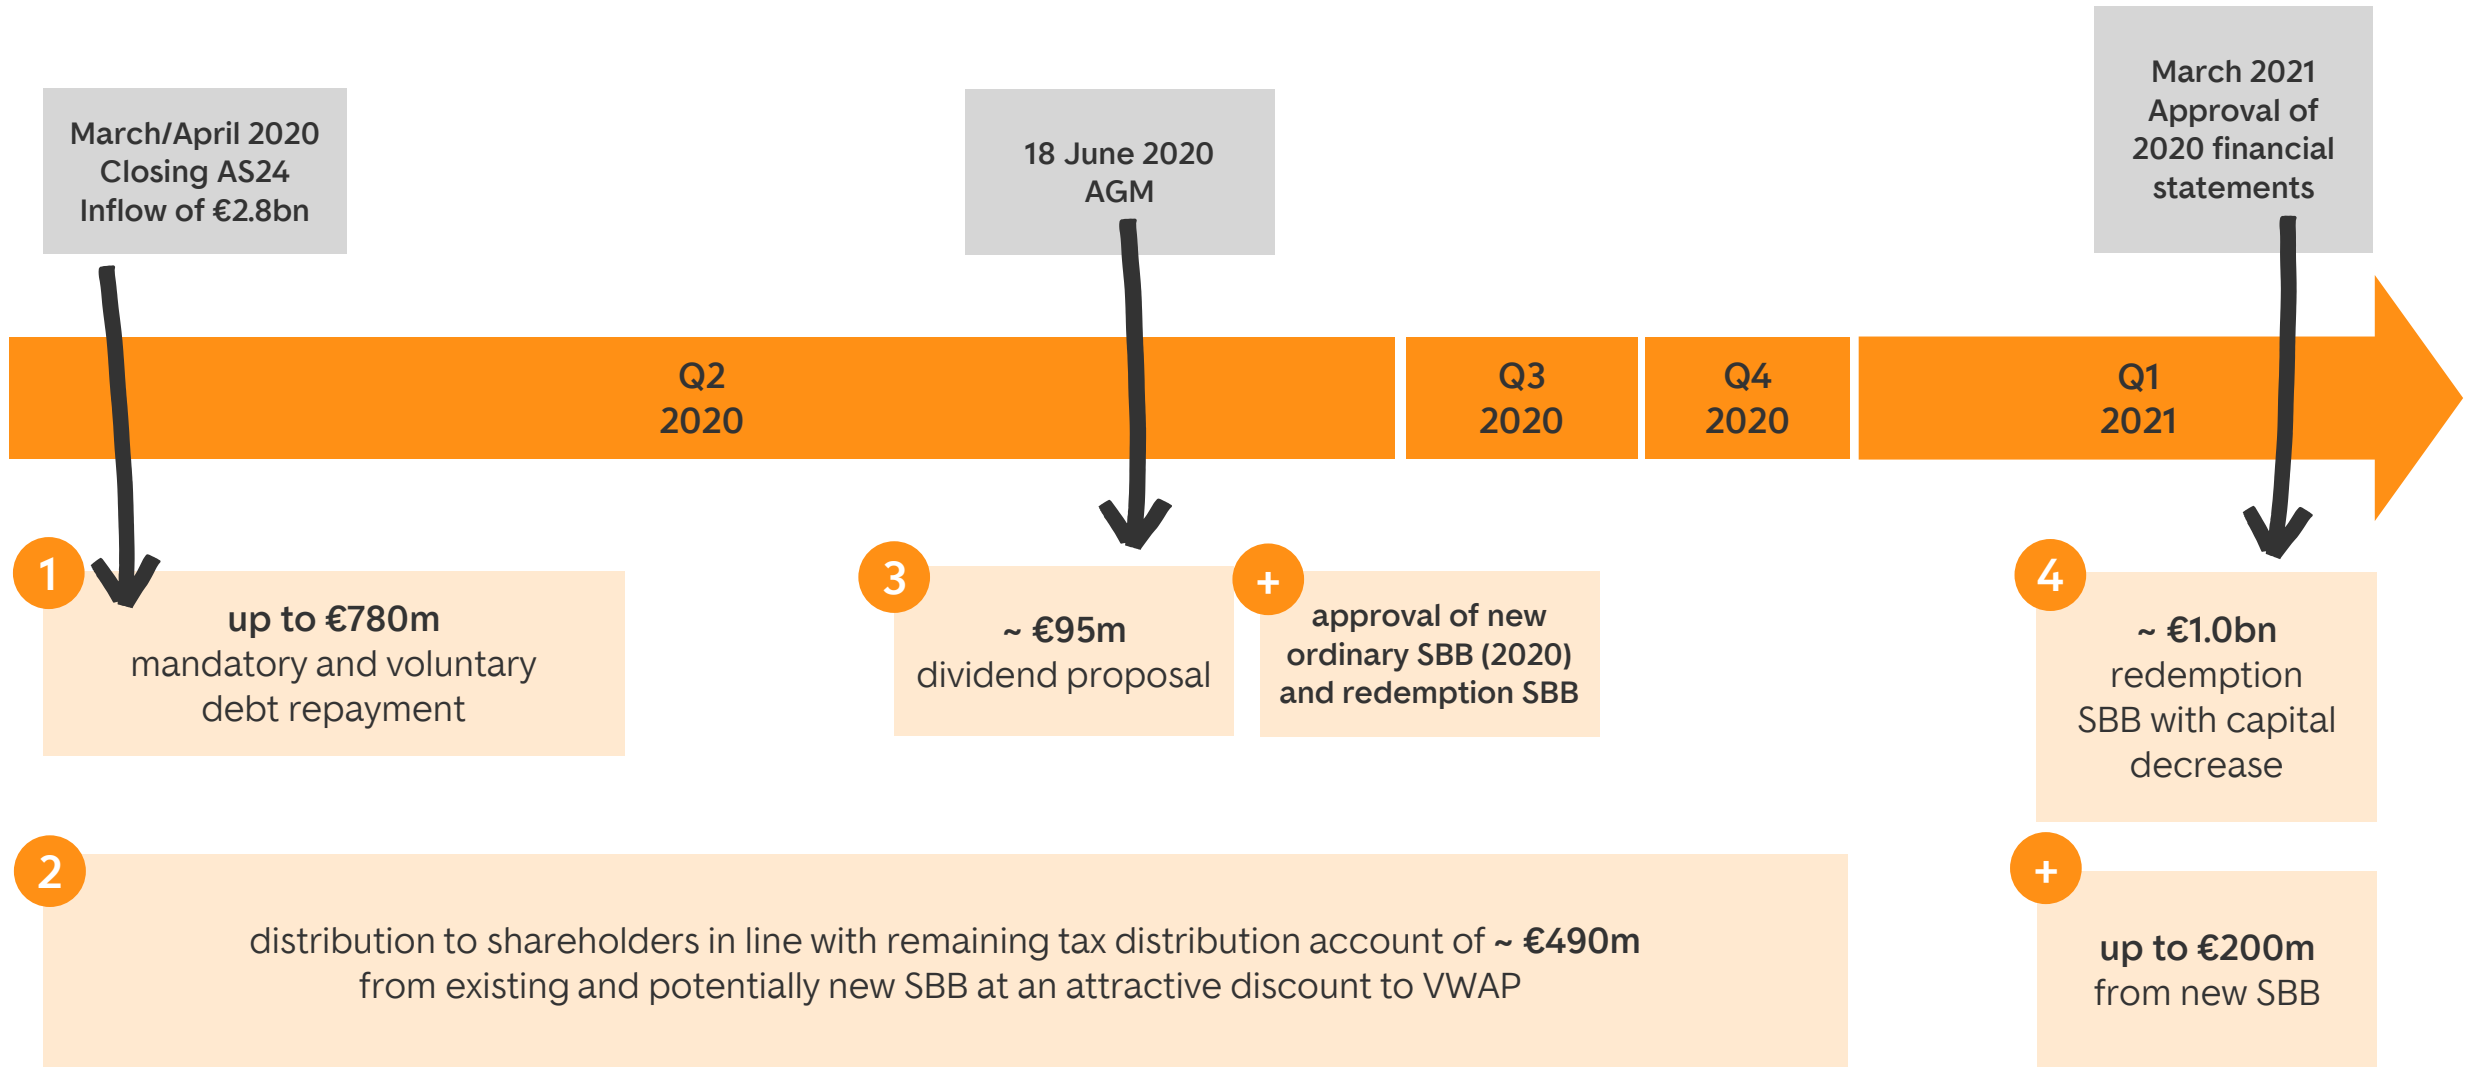 March/April 2020
Closing AS24
Inflow of €2.8bn
18 June 2020
AGM
March 2021
Approval of
2020 financial
statements
Q2
2020
Q3
2020
Q4
2020
Q1
2021
1
up to €780m
mandatory and voluntary
debt repayment
3
~ €95m
dividend proposal
+
approval of new
ordinary SBB (2020)
and redemption SBB
4
~ €1.0bn
redemption
SBB with capital
decrease
2
distribution to shareholders in line with remaining tax distribution account of ~ €490m
from existing and potentially new SBB at an attractive discount to VWAP
+
up to €200m
from new SBB